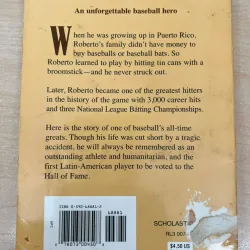 An unforgettable baseball hero
When he was growing up in Puerto Rico,
Roberto's family didn't have money to
buy baseballs or baseball bats. So
Roberto learned to play by hitting tin cans with a
broomstick—and he never struck out.
Later, Roberto became one of the greatest hitters
in the history of the game with 3,000 career hits
and three National League Batting Championships.
Here is the story of one of baseball's all-time
greats. Though his life was cut short by a tragic
accident, he will always be remembered as an
outstanding athlete and humanitarian, and the
first Latin-American player to be voted to the
Hall of Fame.
SCHOLAST
RL3 007-
$4.50 US